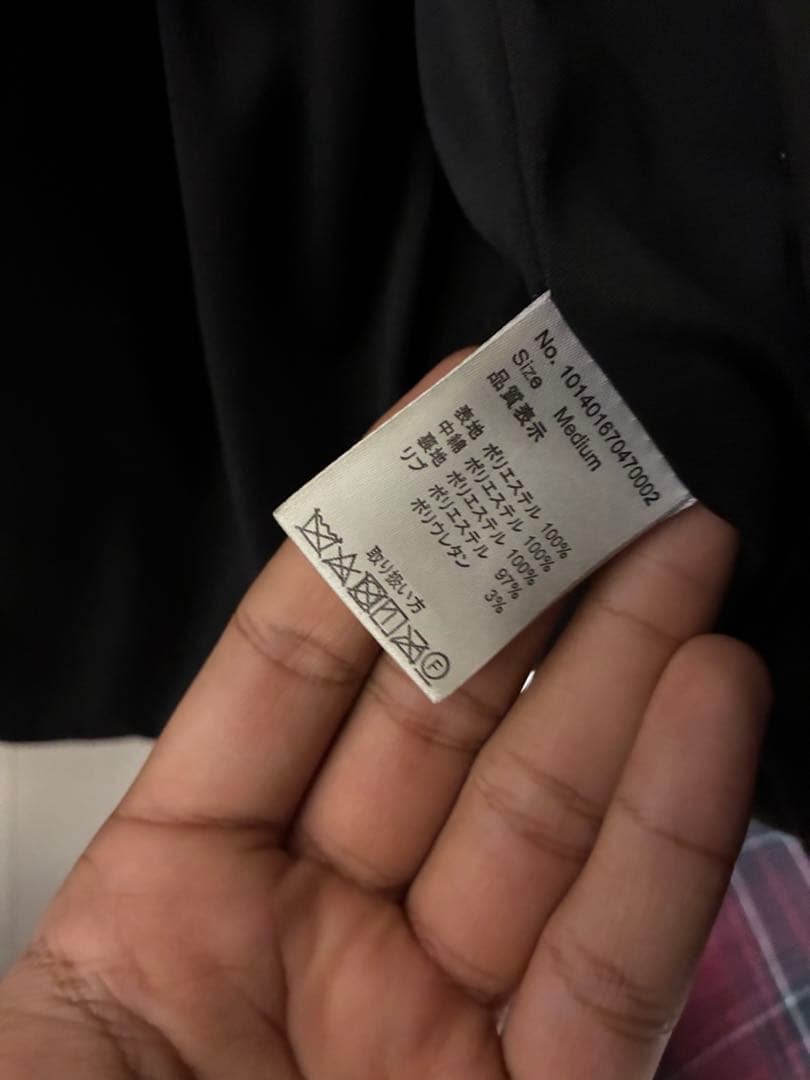 No. 101401670470002
Size Medium
品質表示
表地 ポリエステル 100%
中綿 ポリエステル 100%
裏地 ポリエステル 100%
リブ ポリエステル 97%
ポリウレタン 3%
取り扱い方
F